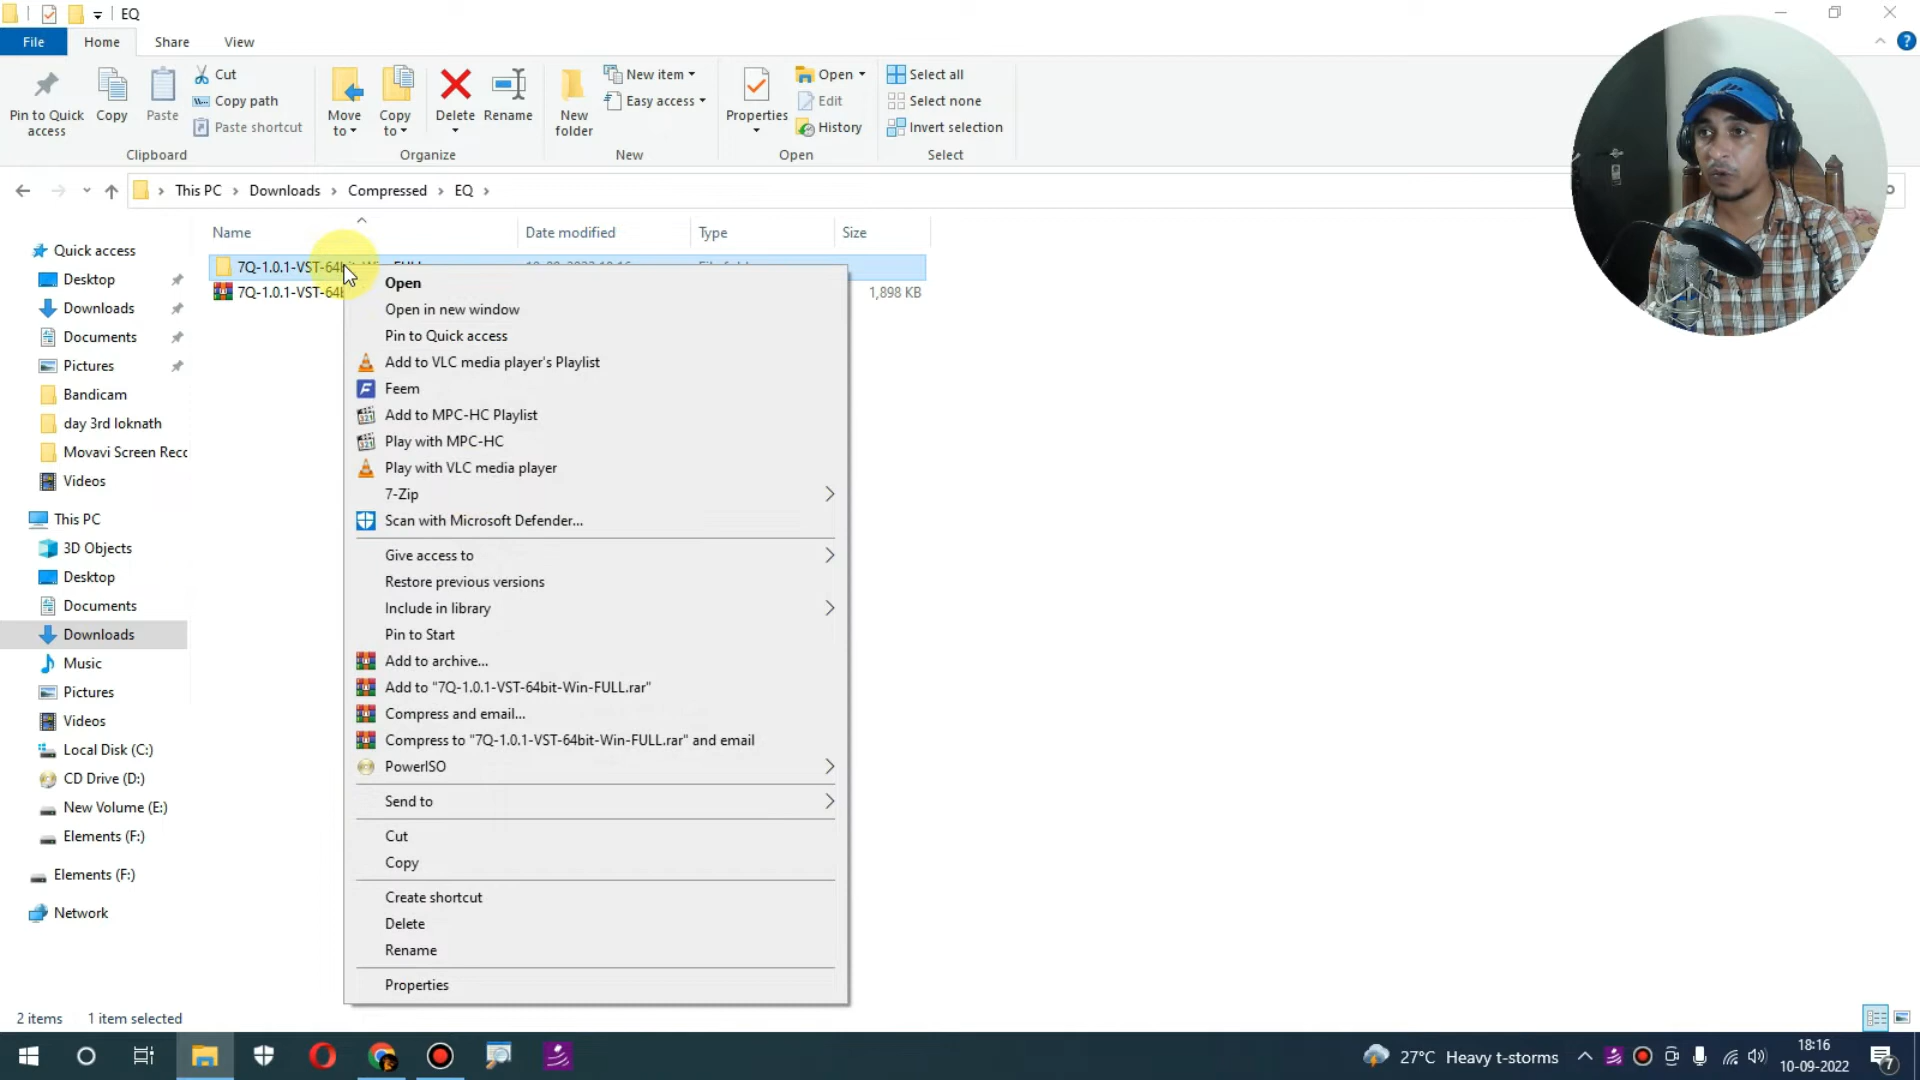 EQ
File Home Share View
Pin to Quick access
Copy
Paste
Cut
Copy path
Paste shortcut
Clipboard
Move to
Copy to
Delete
Rename
Organize
New folder
New item
Easy access
New
Properties
Open
Edit
History
Open
Select all
Select none
Invert selection
Select
This PC Downloads Compressed EQ
Name Date modified Type Size
7Q-1.0.1-VST-64
7Q-1.0.1-VST-64 1,898 KB
Quick access
Desktop
Downloads
Documents
Pictures
Bandicam
day 3rd loknath
Movavi Screen Recc
Videos
This PC
3D Objects
Desktop
Documents
Downloads
Music
Pictures
Videos
Local Disk (C:)
CD Drive (D:)
New Volume (E:)
Elements (F:)
Elements (F:)
Network
Open
Open in new window
Pin to Quick access
Add to VLC media player's Playlist
Feem
Add to MPC-HC Playlist
Play with MPC-HC
Play with VLC media player
7-Zip
Scan with Microsoft Defender...
Give access to
Restore previous versions
Include in library
Pin to Start
Add to archive...
Add to "7Q-1.0.1-VST-64bit-Win-FULL.rar"
Compress and email...
Compress to "7Q-1.0.1-VST-64bit-Win-FULL.rar" and email
PowerISO
Send to
Cut
Copy
Create shortcut
Delete
Rename
Properties
2 items 1 item selected
27°C Heavy t-storms
18:16
10-09-2022
7